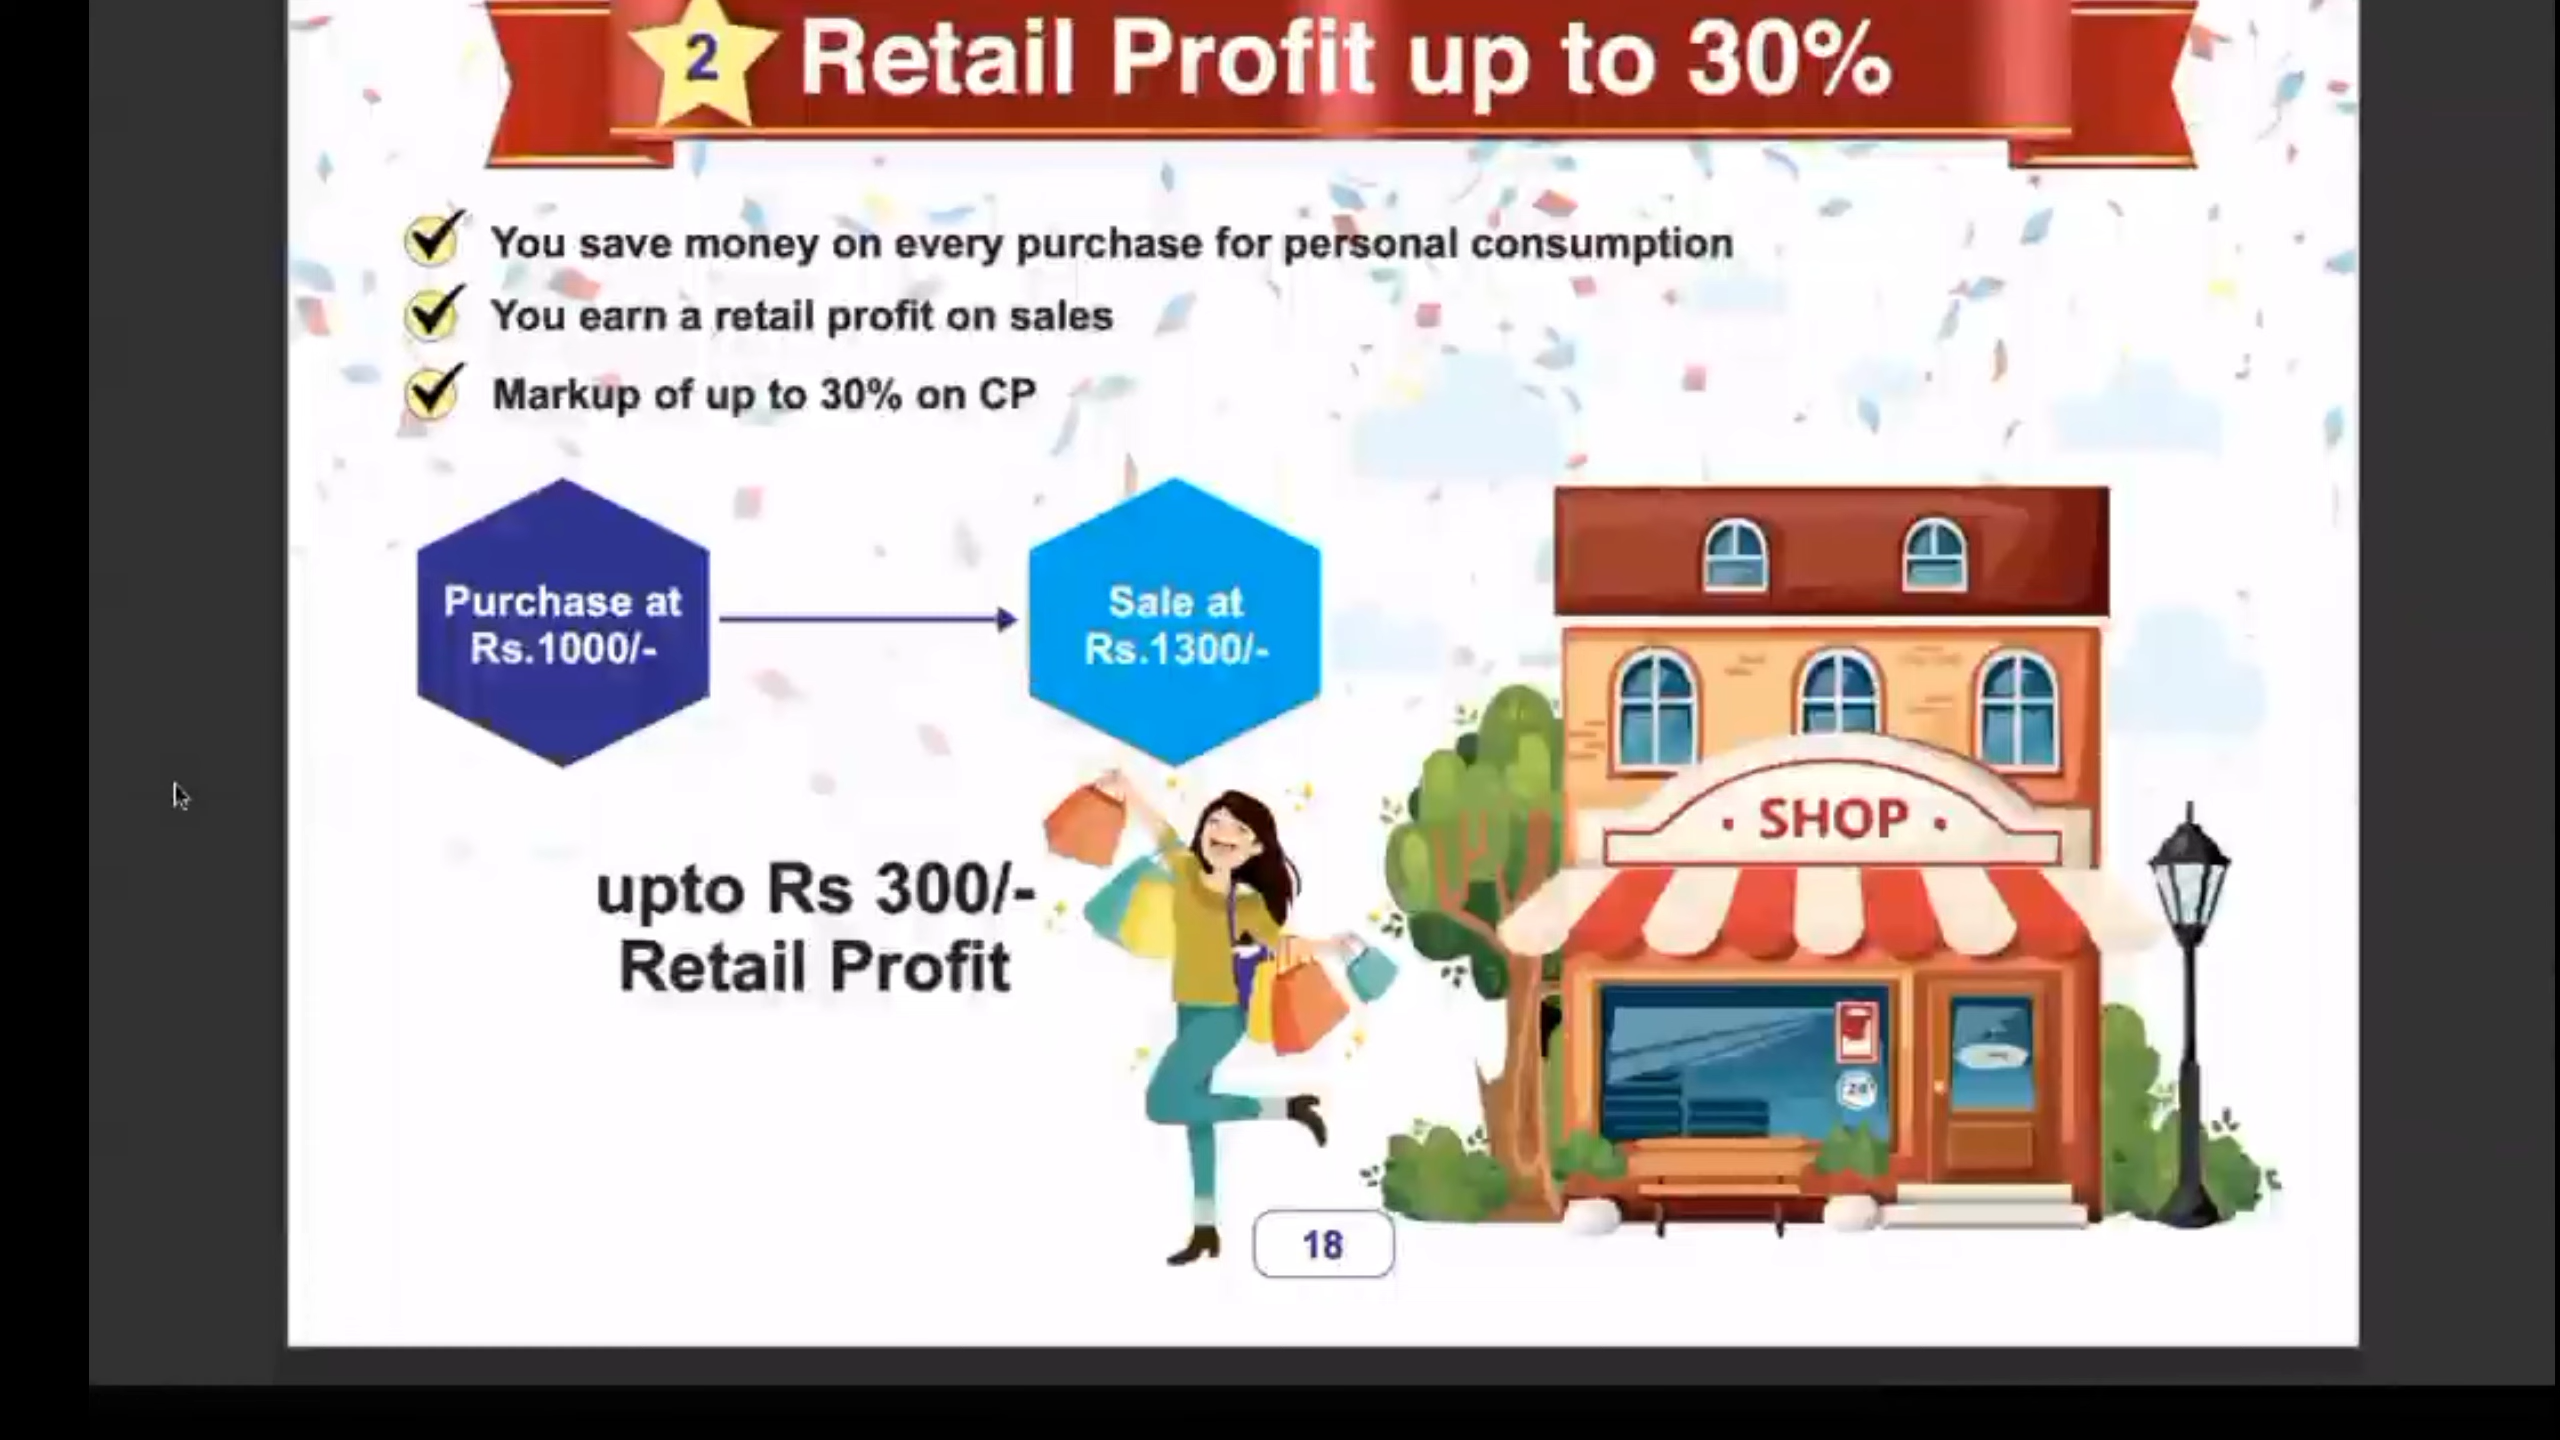 2 Retail Profit up to 30%
You save money on every purchase for personal consumption
You earn a retail profit on sales
Markup of up to 30% on CP
Purchase at
Rs.1000/-
Sale at
Rs.1300/-
upto Rs 300/-
Retail Profit
• SHOP •
24
18